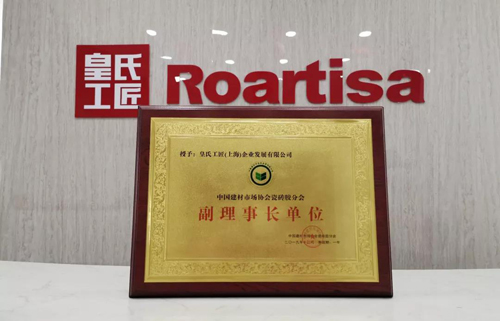 皇氏
工匠
Roartisa
授予：皇氏工匠(上海)企业发展有限公司
中国建材市场协会瓷砖胶分会
副理事长单位